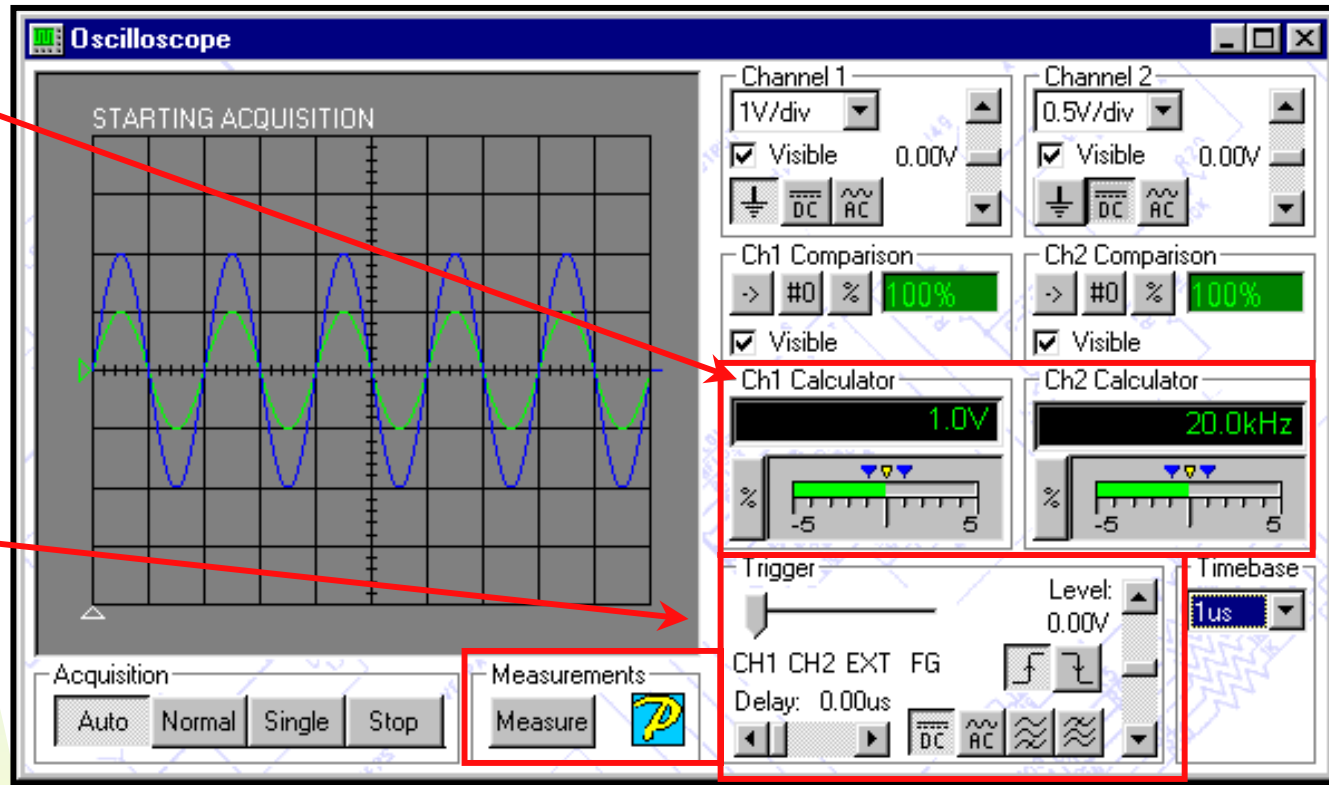 Oscilloscope
STARTING ACQUISITION
Channel 1
1V/div
Visible
0.00V
DC
AC
Channel 2
0.5V/div
Visible
0.00V
DC
AC
Ch1 Comparison
-> #0 % 100%
Visible
Ch2 Comparison
-> #0 % 100%
Visible
Ch1 Calculator
1.0V
%
-5 5
Ch2 Calculator
20.0kHz
%
-5 5
Trigger
Level:
0.00V
CH1 CH2 EXT FG
Delay: 0.00us
DC AC
Timebase
1us
Acquisition
Auto Normal Single Stop
Measurements
Measure